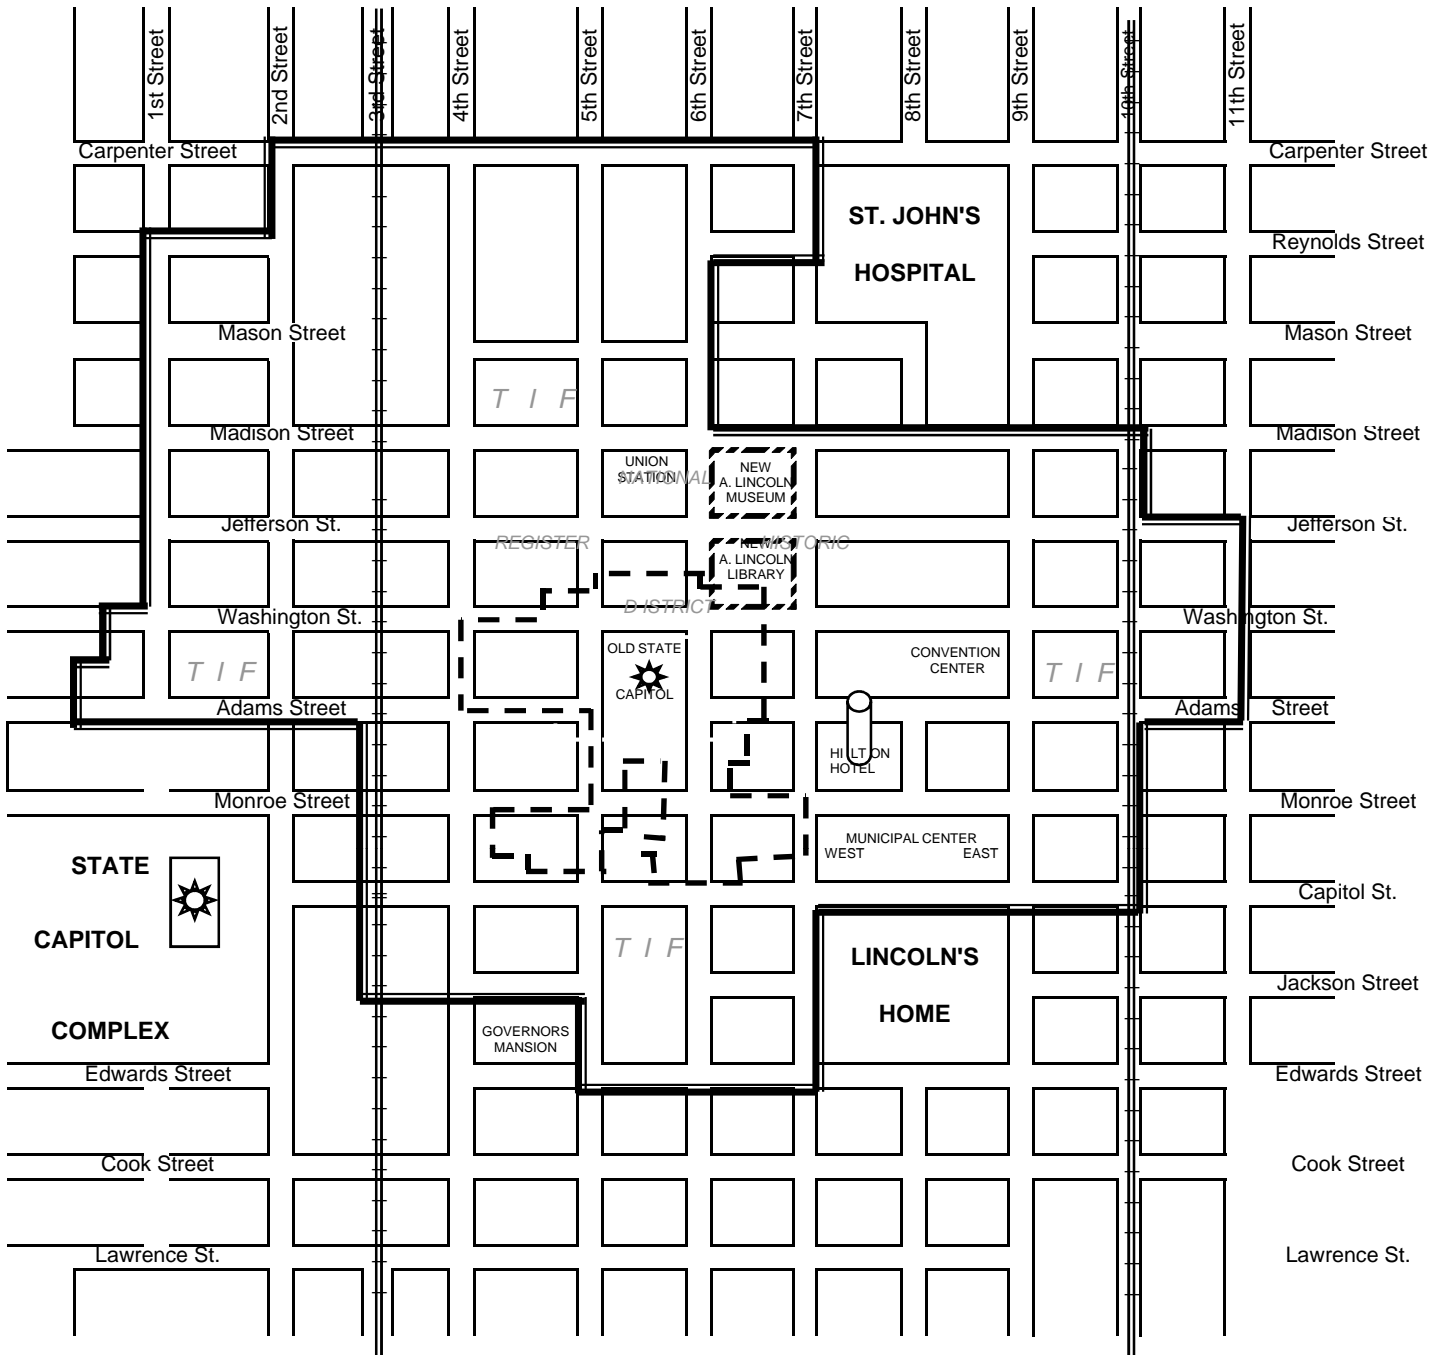 1st Street
2nd Street
3rd Street
4th Street
5th Street
6th Street
7th Street
8th Street
9th Street
10th Street
11th Street
Carpenter Street
Carpenter Street
ST. JOHN'S
HOSPITAL
Reynolds Street
Mason Street
Mason Street
T I F
Madison Street
Madison Street
UNION
STATION
NATIONAL
NEW
A. LINCOLN
MUSEUM
Jefferson St.
Jefferson St.
REGISTER
HISTORIC
NEW
A. LINCOLN
LIBRARY
DISTRICT
Washington St.
Washington St.
OLD STATE
CAPITOL
CONVENTION
CENTER
T I F
T I F
Adams Street
Adams Street
HILTON
HOTEL
Monroe Street
Monroe Street
MUNICIPAL CENTER
WEST EAST
STATE
CAPITOL
COMPLEX
Capitol St.
T I F
LINCOLN'S
HOME
Jackson Street
GOVERNORS
MANSION
Edwards Street
Edwards Street
Cook Street
Cook Street
Lawrence St.
Lawrence St.